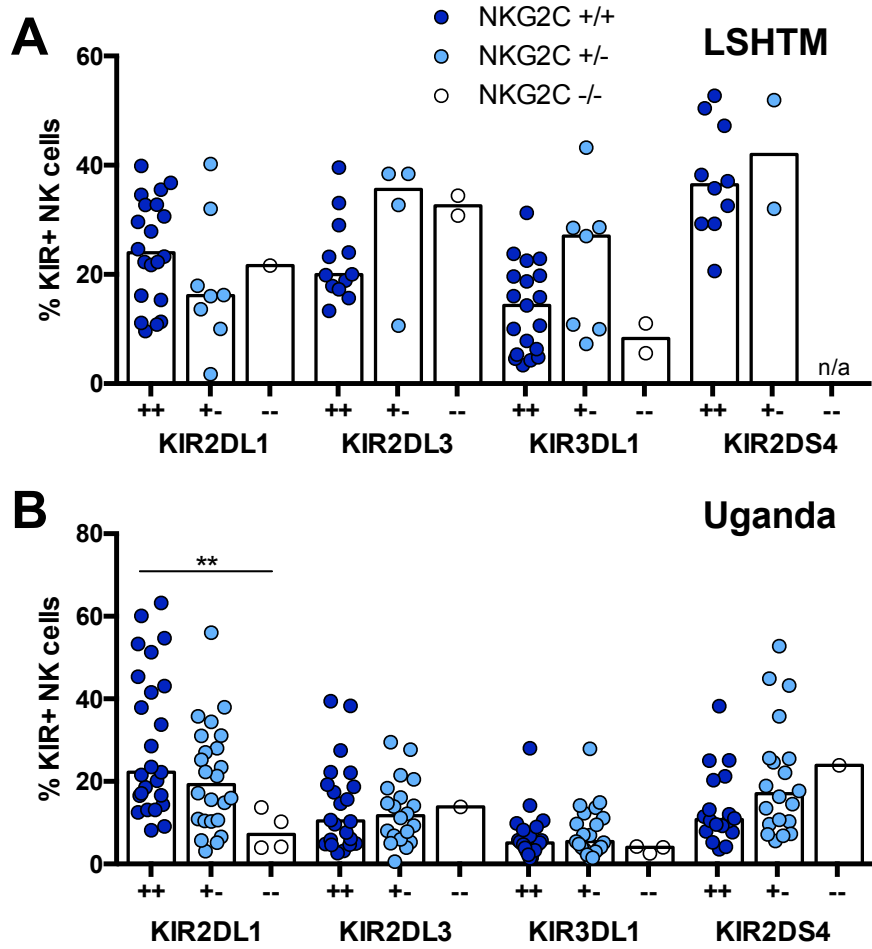 A
NKG2C +/+
NKG2C +/-
NKG2C -/-
LSHTM
60
40
20
0
% KIR+ NK cells
n/a
++ +- -- ++ +- -- ++ +- -- ++ +- --
KIR2DL1 KIR2DL3 KIR3DL1 KIR2DS4
B
Uganda
80
60
40
20
0
% KIR+ NK cells
**
++ +- -- ++ +- -- ++ +- -- ++ +- --
KIR2DL1 KIR2DL3 KIR3DL1 KIR2DS4